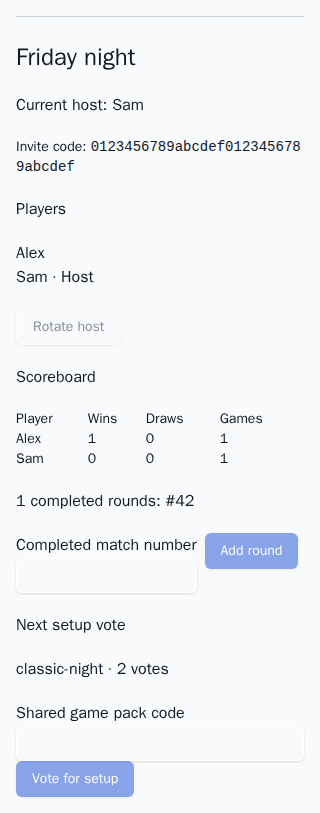 Friday night
Current host: Sam
Invite code: 0123456789abcdef012345678
9abcdef
Players
Alex
Sam · Host
Rotate host
Scoreboard
Player Wins Draws Games
Alex 1 0 1
Sam 0 0 1
1 completed rounds: #42
Completed match number
Add round
Next setup vote
classic-night · 2 votes
Shared game pack code
Vote for setup